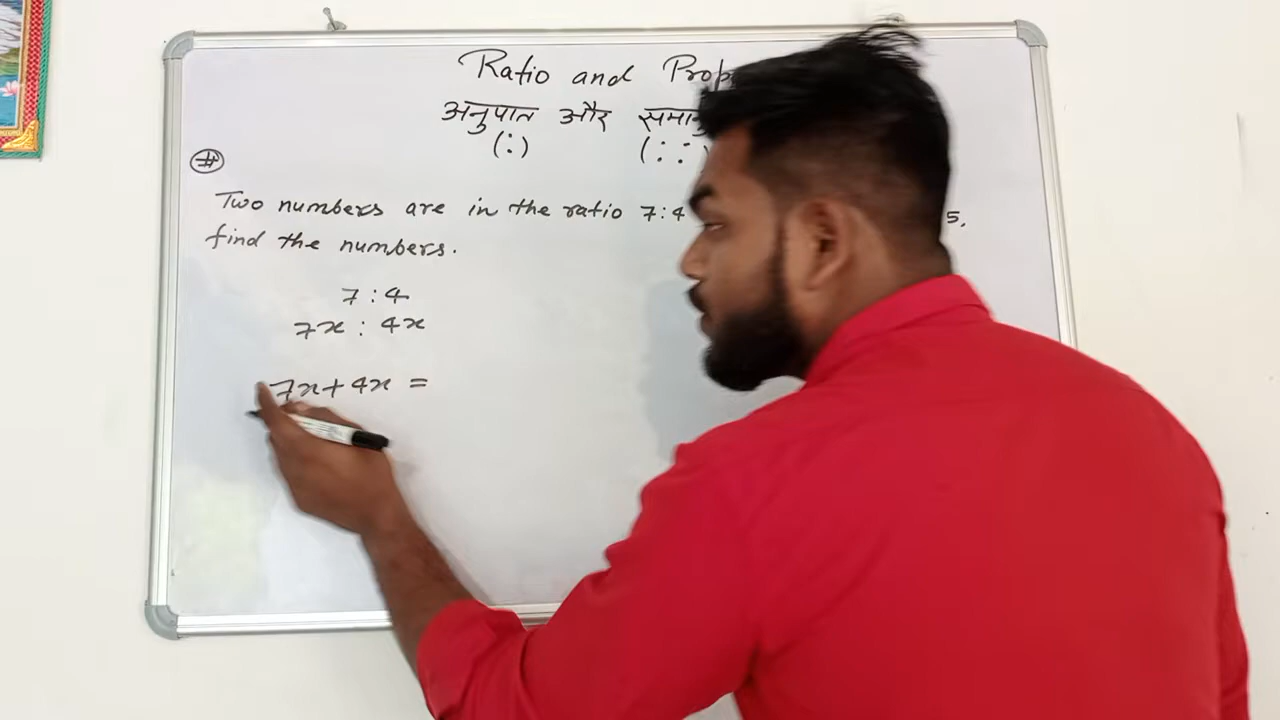 Ratio and
अनुपात और
(:) (::
#
Two numbers are in the ratio 7:4 5.
find the numbers.
7 : 4
7x : 4x
7x + 4x =